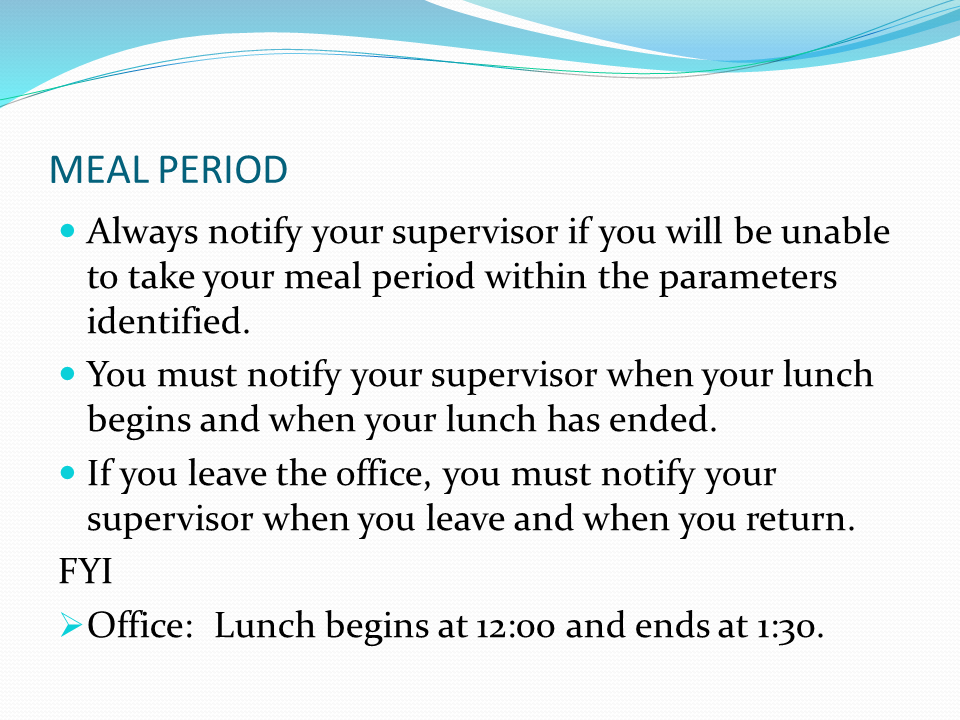 MEAL PERIOD
• Always notify your supervisor if you will be unable
to take your meal period within the parameters
identified.
• You must notify your supervisor when your lunch
begins and when your lunch has ended.
• If you leave the office, you must notify your
supervisor when you leave and when you return.
FYI
➢ Office: Lunch begins at 12:00 and ends at 1:30.